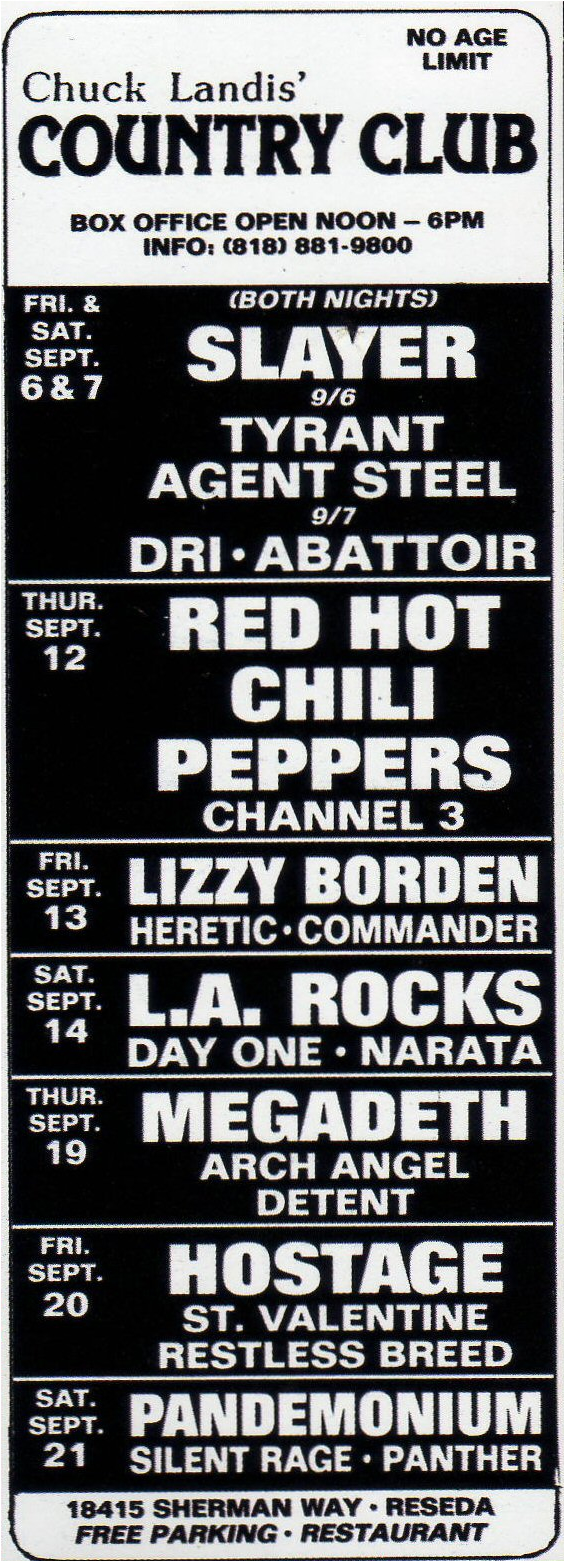 NO AGE
LIMIT
Chuck Landis'
COUNTRY CLUB
BOX OFFICE OPEN NOON – 6PM
INFO: (818) 881-9800
FRI. &
SAT.
SEPT.
6 & 7
(BOTH NIGHTS)
SLAYER
9/6
TYRANT
AGENT STEEL
9/7
DRI • ABATTOIR
THUR.
SEPT.
12
RED HOT
CHILI
PEPPERS
CHANNEL 3
FRI.
SEPT.
13
LIZZY BORDEN
HERETIC • COMMANDER
SAT.
SEPT.
14
L.A. ROCKS
DAY ONE • NARATA
THUR.
SEPT.
19
MEGADETH
ARCH ANGEL
DETENT
FRI.
SEPT.
20
HOSTAGE
ST. VALENTINE
RESTLESS BREED
SAT.
SEPT.
21
PANDEMONIUM
SILENT RAGE • PANTHER
18415 SHERMAN WAY • RESEDA
FREE PARKING • RESTAURANT